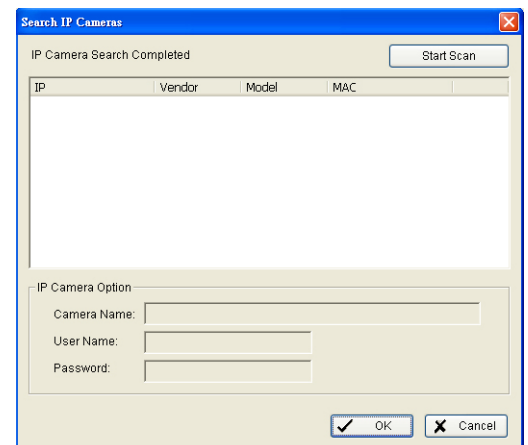 Search IP Cameras
IP Camera Search Completed
Start Scan
IP Vendor Model MAC
IP Camera Option
Camera Name:
User Name:
Password:
OK Cancel